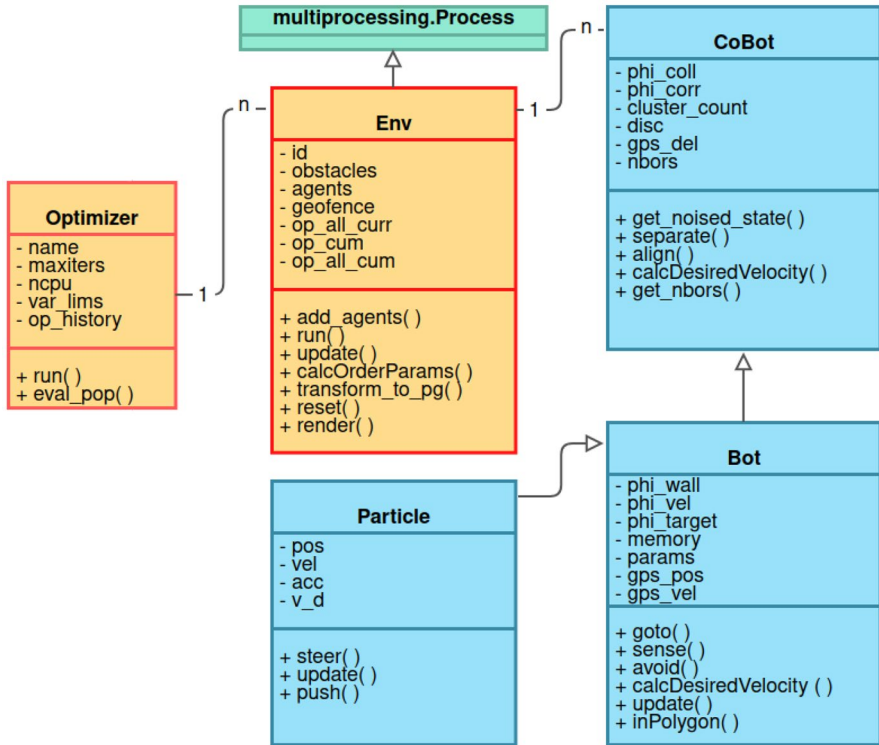 multiprocessing.Process
n
1
Env
- id
- obstacles
- agents
- geofence
- op_all_curr
- op_cum
- op_all_cum
+ add_agents( )
+ run()
+ update( )
+ calcOrderParams( )
+ transform_to_pg( )
+ reset( )
+ render( )
n
1
Optimizer
- name
- maxiters
- ncpu
- var_lims
- op_history
+ run( )
+ eval_pop( )
CoBot
- phi_coll
- phi_corr
- cluster_count
- disc
- gps_del
- nbors
+ get_noised_state( )
+ separate( )
+ align( )
+ calcDesiredVelocity( )
+ get_nbors( )
Particle
- pos
- vel
- acc
- v_d
+ steer( )
+ update( )
+ push( )
Bot
- phi_wall
- phi_vel
- phi_target
- memory
- params
- gps_pos
- gps_vel
+ goto( )
+ sense( )
+ avoid( )
+ calcDesiredVelocity ( )
+ update( )
+ inPolygon( )